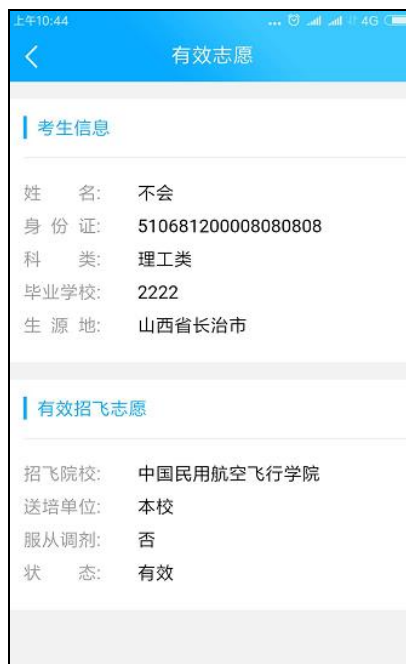 上午10:44 ... 4G
有效志愿
考生信息
姓 名: 不会
身 份 证: 510681200008080808
科 类: 理工类
毕业学校: 2222
生 源 地: 山西省长治市
有效招飞志愿
招飞院校: 中国民用航空飞行学院
送培单位: 本校
服从调剂: 否
状 态: 有效